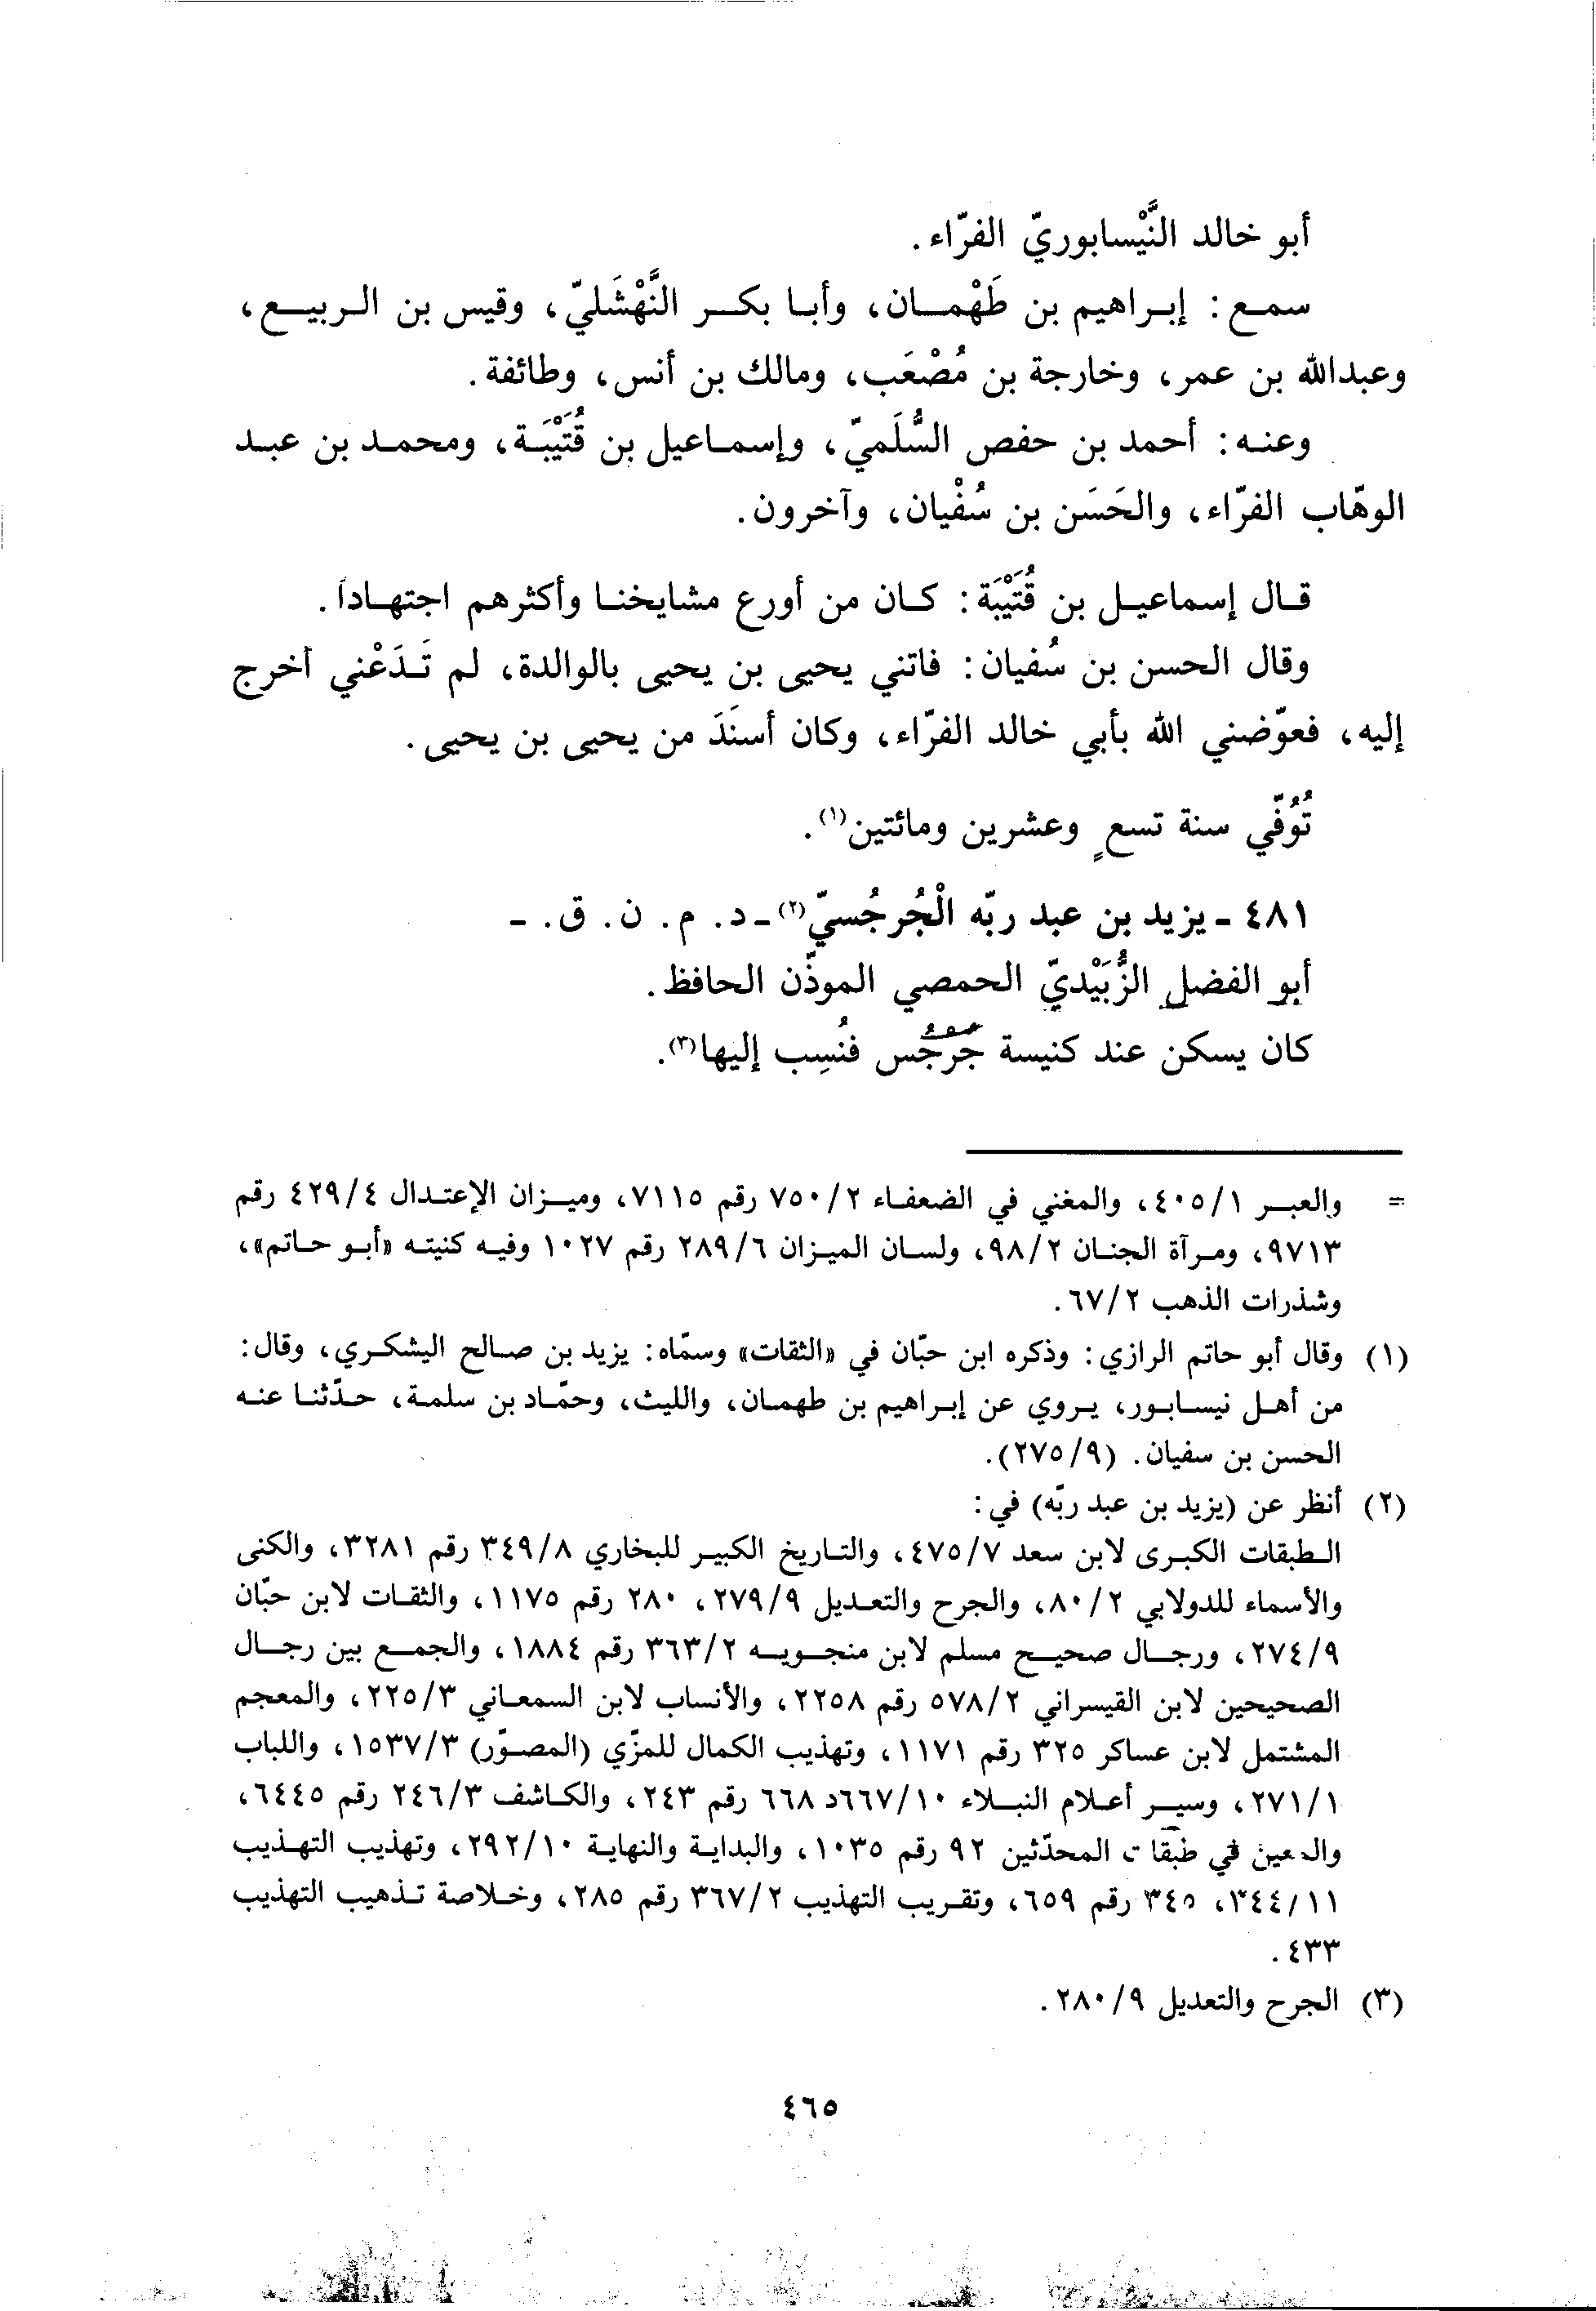 أبو خالد النَّيْسابوريّ الفرّاء.
سمع: إبراهيم بن طَهْمان، وأبا بكر النَّهْشَليّ، وقيس بن الربيع،
وعبدالله بن عمر، وخارجة بن مُصْعَب، ومالك بن أنس، وطائفة.
وعنه: أحمد بن حفص السُّلَميّ، وإسماعيل بن قُتَيْبَة، ومحمد بن عبد
الوهّاب الفرّاء، والحَسَن بن سُفْيان، وآخرون.
قال إسماعيل بن قُتَيْبَة: كان من أورع مشايخنا وأكثرهم اجتهاداً.
وقال الحسن بن سُفيان: فاتني يحيى بن يحيى بالوالدة، لم تَدَعْني أخرج
إليه، فعوّضني الله بأبي خالد الفرّاء، وكان أسنَدَ من يحيى بن يحيى.
تُوُفّي سنة تسعٍ وعشرين ومائتين(١).
٤٨١ - يزيد بن عبد ربّه الْجُرجُسيّ(٢) - د. م. ن. ق. -
أبو الفضل الزُّبَيْديّ الحمصي الموذّن الحافظ.
كان يسكن عند كنيسة جُرْجُس فنُسِب إليها(٣).
= والعبر ٤٠٥/١، والمغني في الضعفاء ٧٥٠/٢ رقم ٧١١٥، وميزان الإعتدال ٤٢٩/٤ رقم
٩٧١٣، ومرآة الجنان ٩٨/٢، ولسان الميزان ٢٨٩/٦ رقم ١٠٢٧ وفيه كنيته «أبو حاتم»،
وشذرات الذهب ٦٧/٢.
(١) وقال أبو حاتم الرازي: وذكره ابن حبّان في «الثقات» وسمّاه: يزيد بن صالح اليشكري، وقال:
من أهل نيسابور، يروي عن إبراهيم بن طهمان، والليث، وحمّاد بن سلمة، حدّثنا عنه
الحسن بن سفيان. (٢٧٥/٩).
(٢) أنظر عن (يزيد بن عبد ربّه) في:
الطبقات الكبرى لابن سعد ٤٧٥/٧، والتاريخ الكبير للبخاري ٣٤٩/٨ رقم ٣٢٨١، والكنى
والأسماء للدولابي ٨٠/٢، والجرح والتعديل ٢٧٩/٩، ٢٨٠ رقم ١١٧٥، والثقات لابن حبّان
٢٧٤/٩، ورجال صحيح مسلم لابن منجويه ٣٦٣/٢ رقم ١٨٨٤، والجمع بين رجال
الصحيحين لابن القيسراني ٥٧٨/٢ رقم ٢٢٥٨، والأنساب لابن السمعاني ٢٢٥/٣، والمعجم
المشتمل لابن عساكر ٣٢٥ رقم ١١٧١، وتهذيب الكمال للمزّي (المصوّر) ١٥٣٧/٣، واللباب
٢٧١/١، وسير أعلام النبلاء ٦٦٧/١٠د ٦٦٨ رقم ٢٤٣، والكاشف ٢٤٦/٣ رقم ٦٤٤٥،
والمعين في طبقات المحدّثين ٩٢ رقم ١٠٣٥، والبداية والنهاية ٢٩٢/١٠، وتهذيب التهذيب
٣٤٤/١١، ٣٤٥ رقم ٦٥٩، وتقريب التهذيب ٣٦٧/٢ رقم ٢٨٥، وخلاصة تذهيب التهذيب
٤٣٣.
(٣) الجرح والتعديل ٢٨٠/٩.
٤٦٥